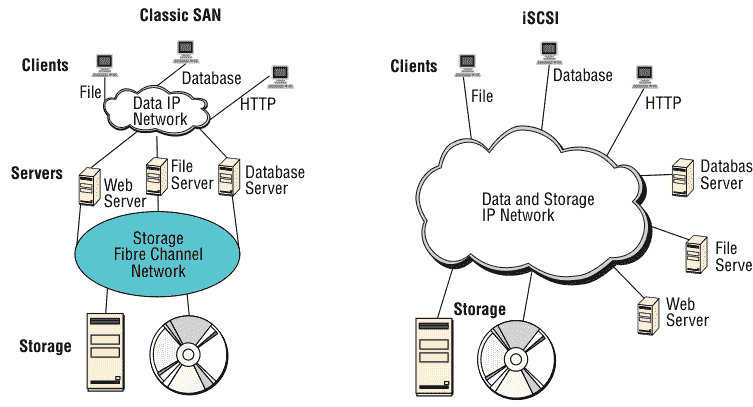 Classic SAN
Clients
Database
File
HTTP
Data IP
Network
Servers
Web
Server
File
Server
Database
Server
Storage
Fibre Channel
Network
Storage
iSCSI
Clients
Database
File
HTTP
Data and Storage
IP Network
Databas
Server
File
Serve
Web
Server
Storage